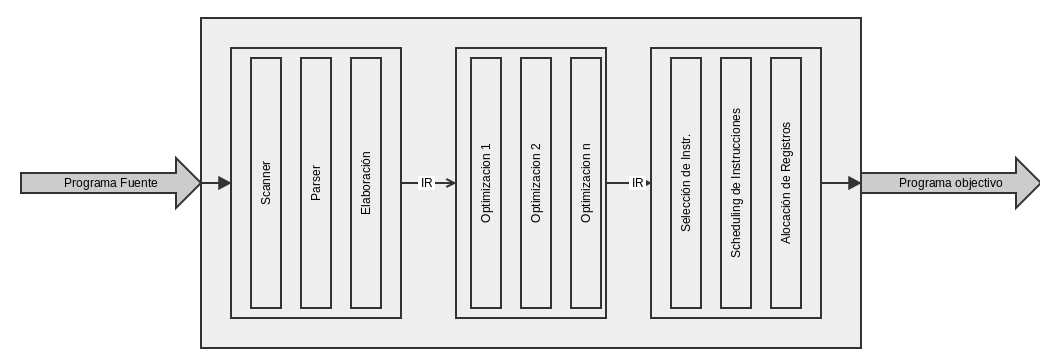 Programa Fuente
Scanner
Parser
Elaboración
IR
Optimizacion 1
Optimizacion 2
Optimizacion n
IR
Selección de Instr.
Scheduling de Instrucciones
Alocación de Registros
Programa objectivo